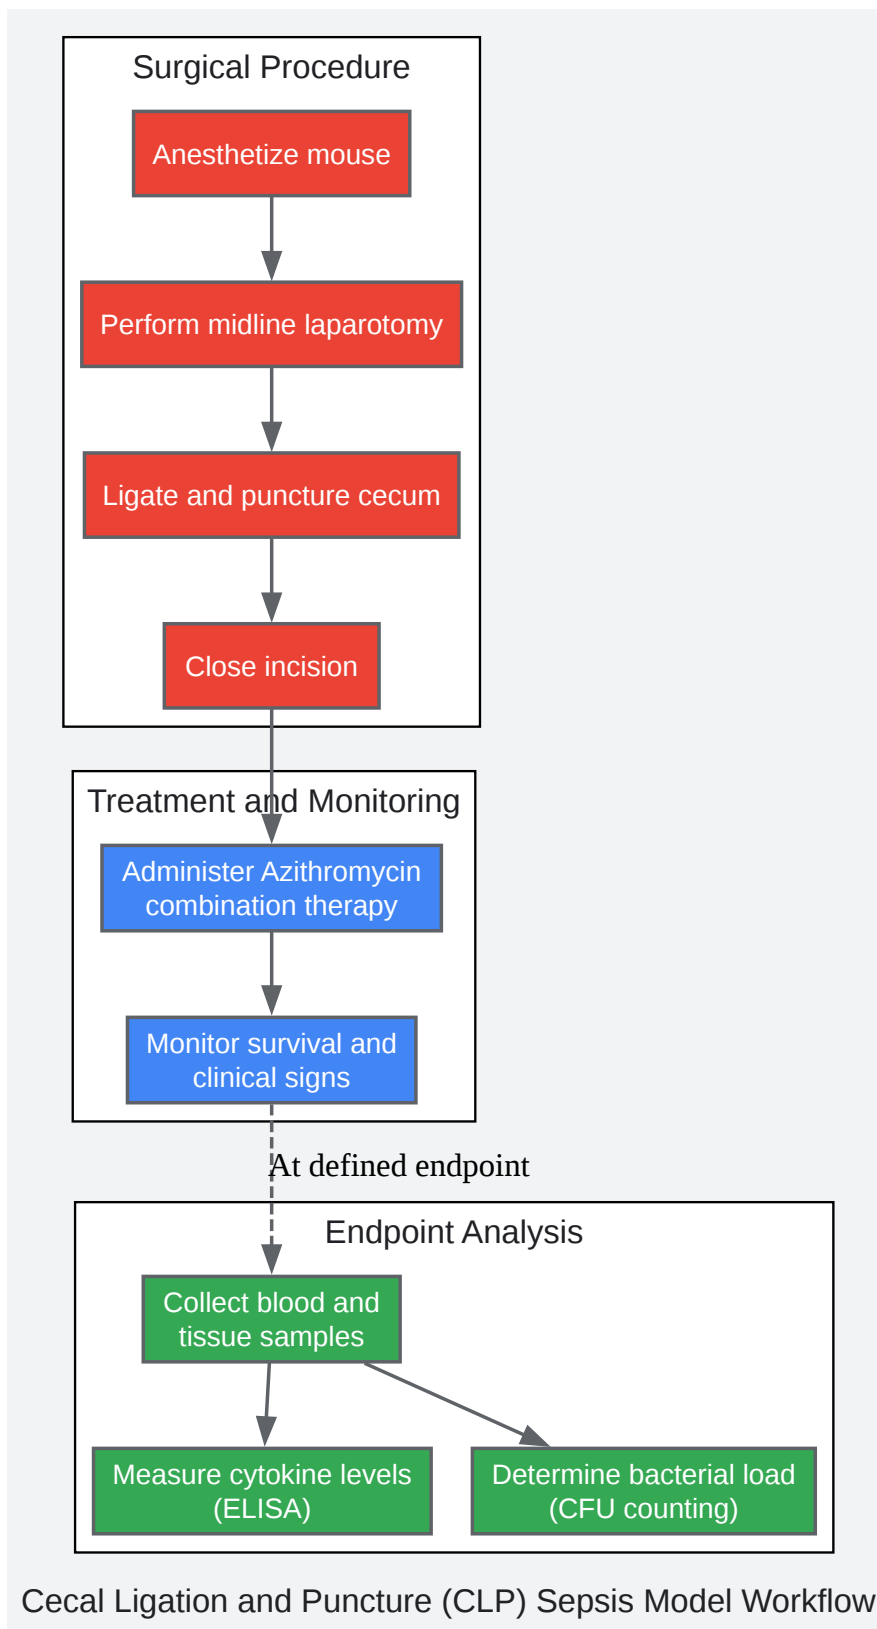 Surgical Procedure
Anesthetize mouse
Perform midline laparotomy
Ligate and puncture cecum
Close incision
Treatment and Monitoring
Administer Azithromycin
combination therapy
Monitor survival and
clinical signs
At defined endpoint
Endpoint Analysis
Collect blood and
tissue samples
Measure cytokine levels
(ELISA)
Determine bacterial load
(CFU counting)
Cecal Ligation and Puncture (CLP) Sepsis Model Workflow